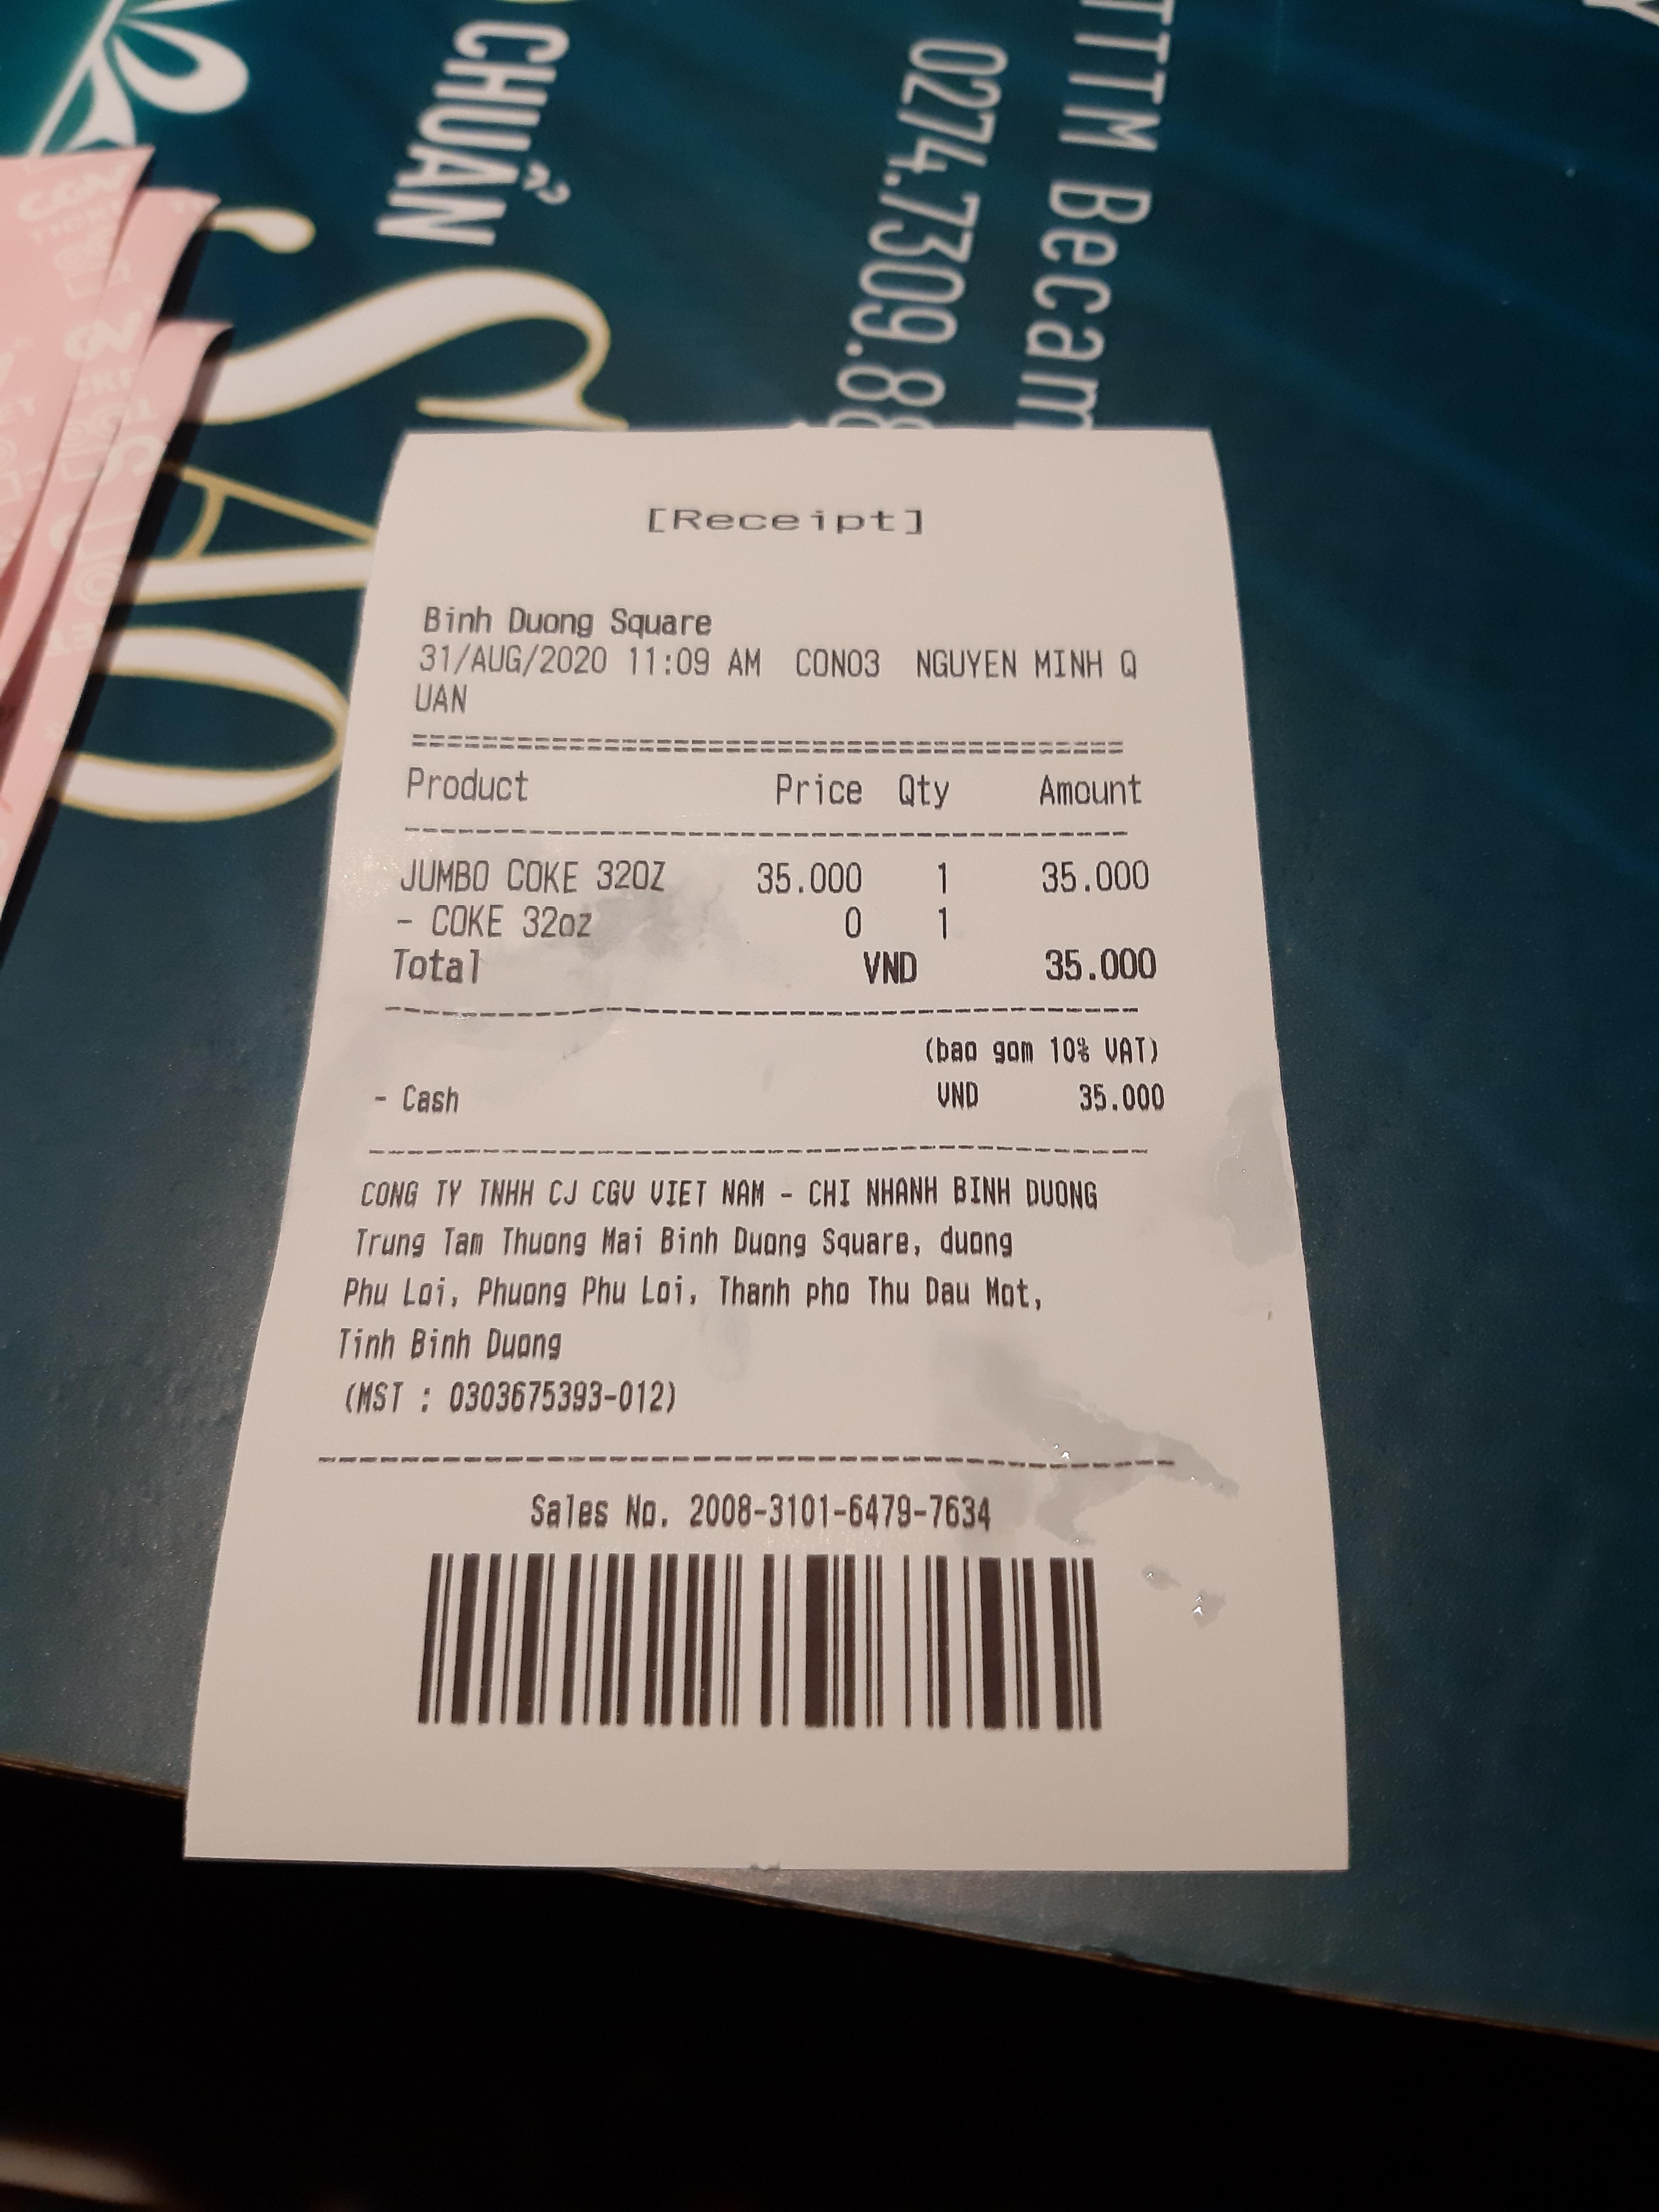 CHUẨN
SAO
TTTM Becam
0274.7309.8
[Receipt]
Binh Duong Square
31/AUG/2020 11:09 AM CON03 NGUYEN MINH Q
UAN
Product Price Qty Amount
JUMBO COKE 32OZ 35.000 1 35.000
- COKE 32oz 0 1
Total VND 35.000
(bao gom 10% VAT)
- Cash VND 35.000
CONG TY TNHH CJ CGV VIET NAM - CHI NHANH BINH DUONG
Trung Tam Thuong Mai Binh Duong Square, duong
Phu Loi, Phuong Phu Loi, Thanh pho Thu Dau Mot,
Tinh Binh Duong
(MST : 0303675393-012)
Sales No. 2008-3101-6479-7634